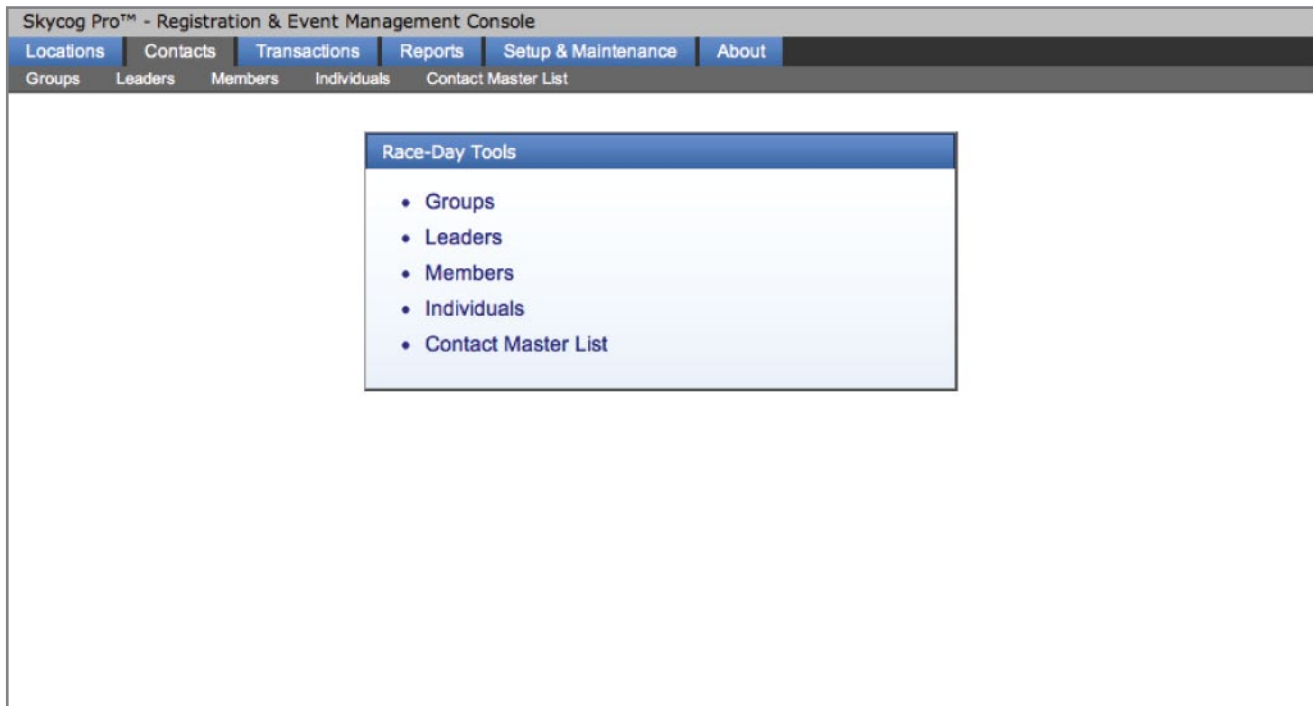 Skycog Pro™ - Registration & Event Management Console
Locations Contacts Transactions Reports Setup & Maintenance About
Groups Leaders Members Individuals Contact Master List
Race-Day Tools
• Groups
• Leaders
• Members
• Individuals
• Contact Master List